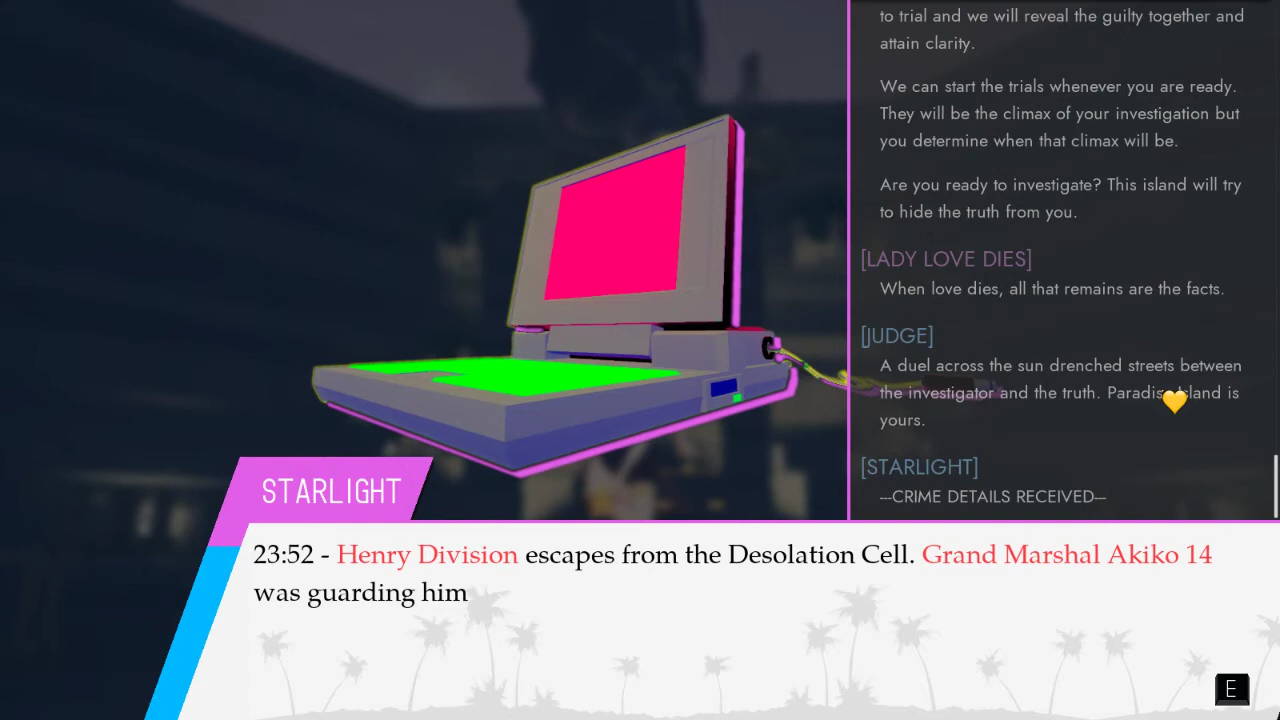 to trial and we will reveal the guilty together and
attain clarity.
We can start the trials whenever you are ready.
They will be the climax of your investigation but
you determine when that climax will be.
Are you ready to investigate? This island will try
to hide the truth from you.
[LADY LOVE DIES]
When love dies, all that remains are the facts.
[JUDGE]
A duel across the sun drenched streets between
the investigator and the truth. Paradise Island is
yours.
[STARLIGHT]
---CRIME DETAILS RECEIVED---
STARLIGHT
23:52 - Henry Division escapes from the Desolation Cell. Grand Marshal Akiko 14
was guarding him
E